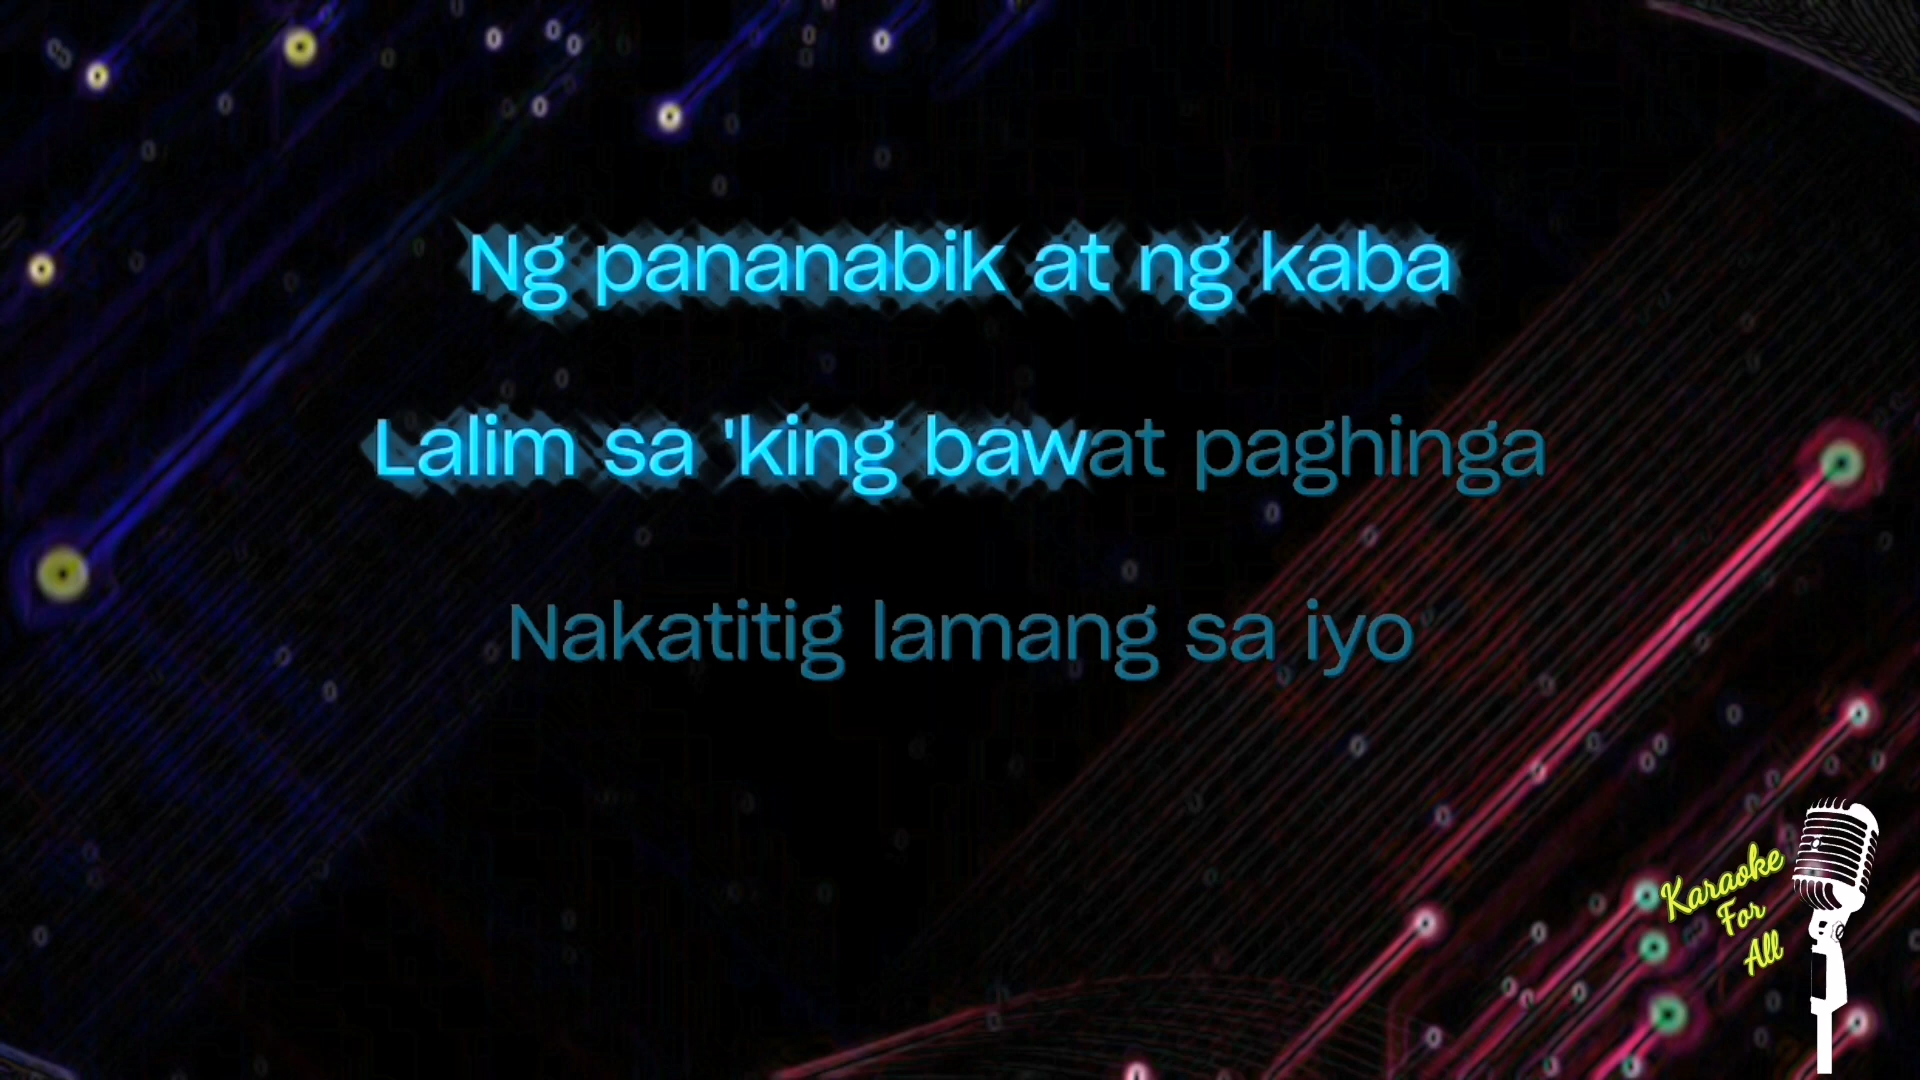 Ng pananabik at ng kaba
Lalim sa 'king bawat paghinga
Nakatitig lamang sa iyo
Karaoke
For
All